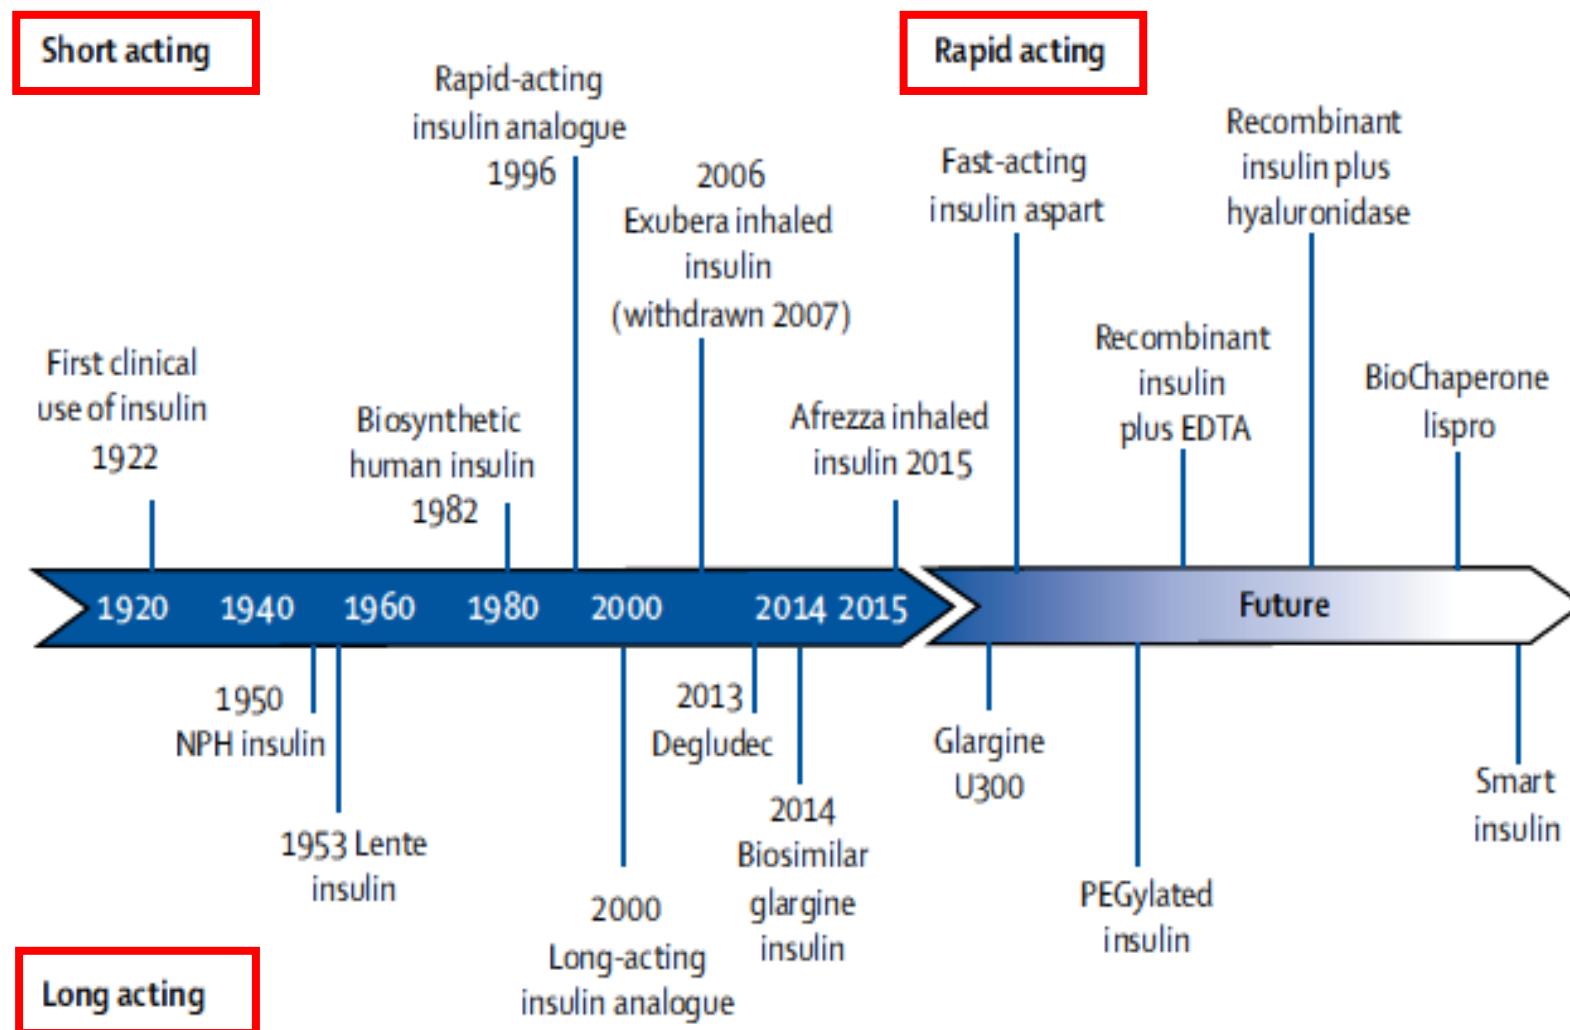 Short acting
Rapid acting
Rapid-acting
insulin analogue
1996
2006
Exubera inhaled
insulin
(withdrawn 2007)
Fast-acting
insulin aspart
Recombinant
insulin plus
hyaluronidase
First clinical
use of insulin
1922
Biosynthetic
human insulin
1982
Afrezza inhaled
insulin 2015
Recombinant
insulin
plus EDTA
BioChaperone
lispro
1920 1940 1960 1980 2000 2014 2015 Future
1950
NPH insulin
1953 Lente
insulin
2000
Long-acting
insulin analogue
2013
Degludec
2014
Biosimilar
glargine
insulin
Glargine
U300
PEGylated
insulin
Smart
insulin
Long acting